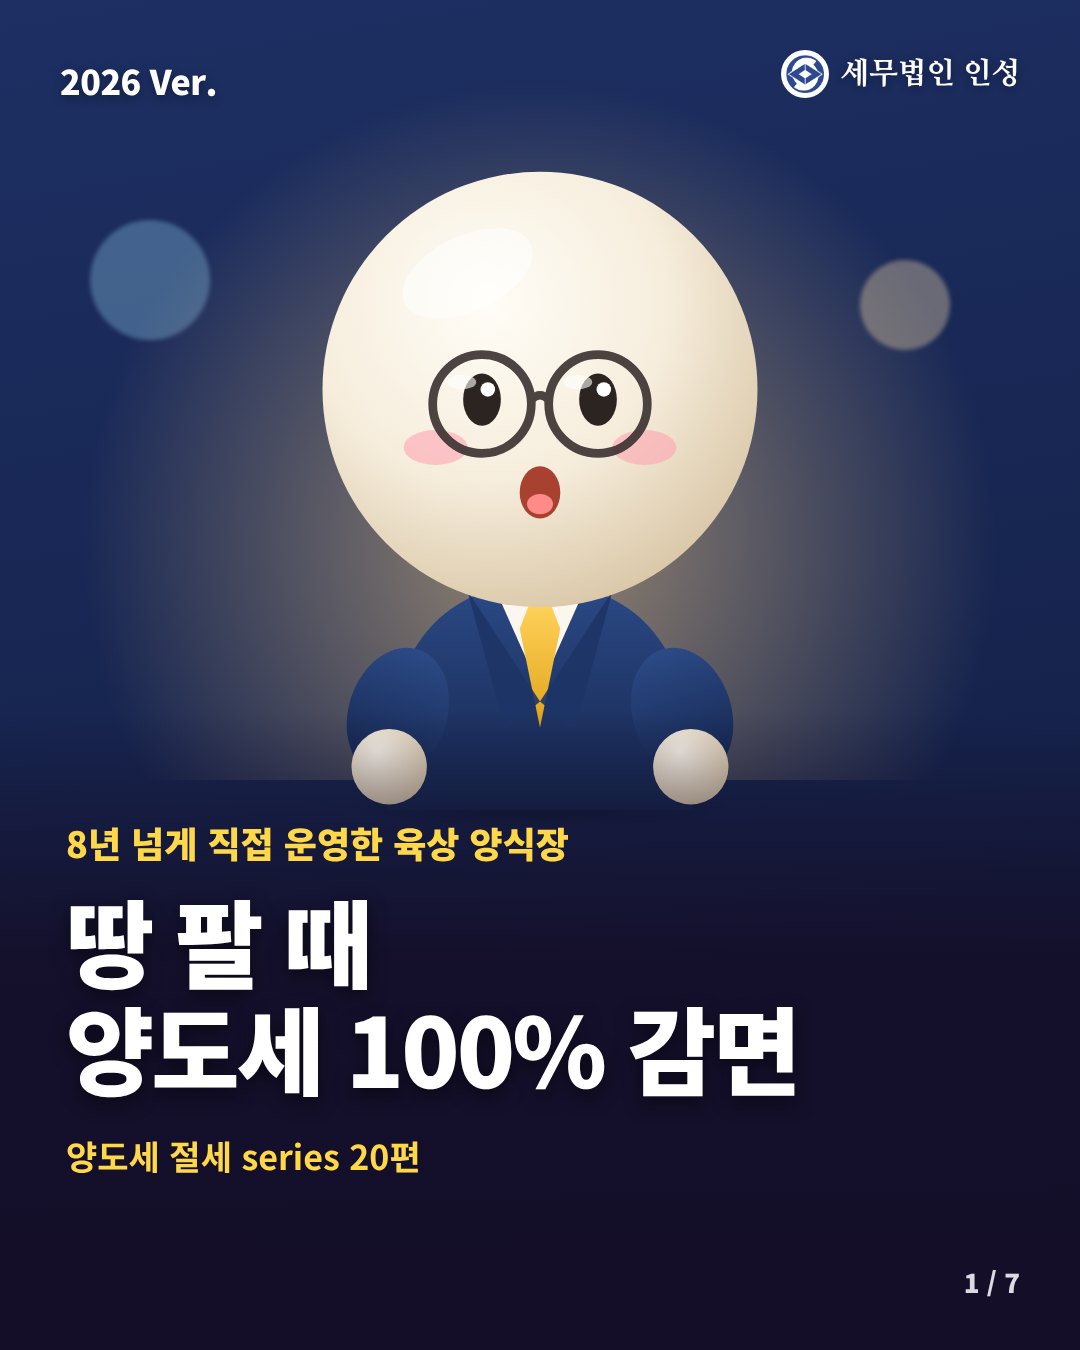 2026 Ver.
세무법인 인성
8년 넘게 직접 운영한 육상 양식장
땅 팔 때
양도세 100% 감면
양도세 절세 series 20편
1 / 7